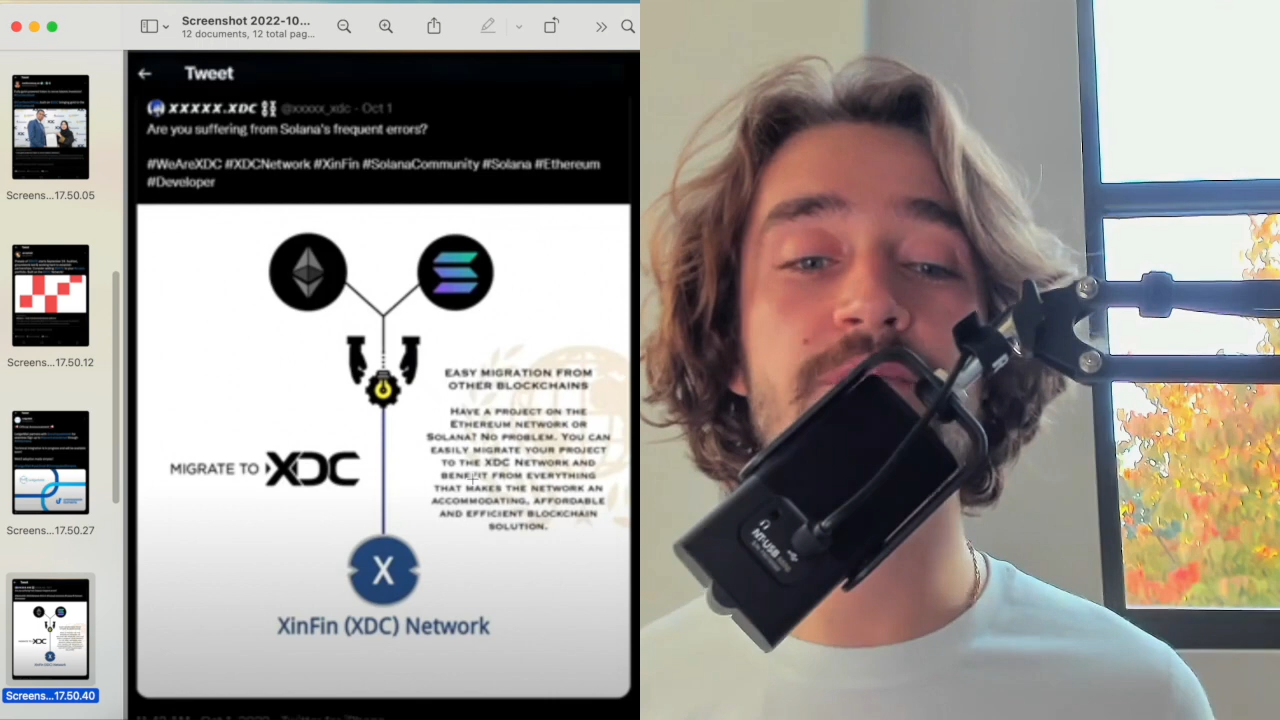 Screenshot 2022-10...
12 documents, 12 total pag...
Screens...17.50.05
Screens...17.50.12
Screens...17.50.27
Screens...17.50.40
Tweet
XXXXX.XDC @xxxxx_xdc - Oct 1
Are you suffering from Solana's frequent errors?
#WeAreXDC #XDCNetwork #XinFin #SolanaCommunity #Solana #Ethereum
#Developer
EASY MIGRATION FROM
OTHER BLOCKCHAINS
HAVE A PROJECT ON THE
ETHEREUM NETWORK OR
SOLANA? NO PROBLEM. YOU CAN
EASILY MIGRATE YOUR PROJECT
TO THE XDC NETWORK AND
BENEFIT FROM EVERYTHING
THAT MAKES THE NETWORK AN
ACCOMMODATING, AFFORDABLE
AND EFFICIENT BLOCKCHAIN
SOLUTION.
MIGRATE TO XDC
X
XinFin (XDC) Network
NT-USB